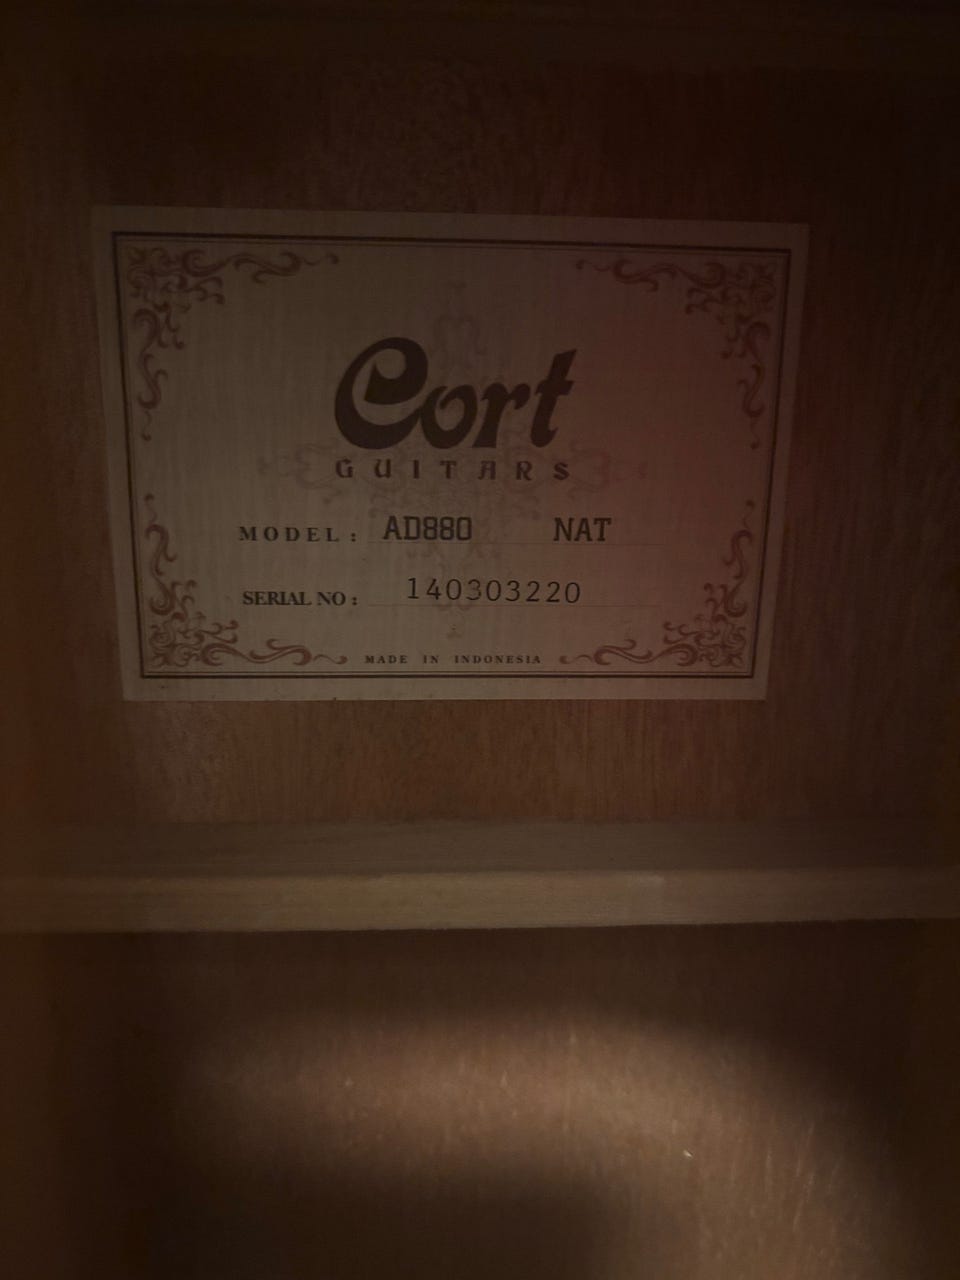 Cort
GUITARS
MODEL : AD880 NAT
SERIAL NO : 140303220
MADE IN INDONESIA